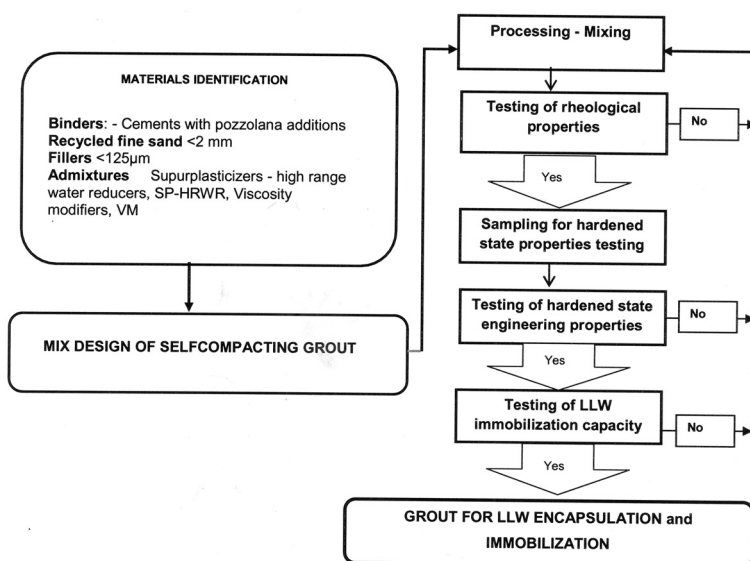 MATERIALS IDENTIFICATION
Binders: - Cements with pozzolana additions
Recycled fine sand <2 mm
Fillers <125µm
Admixtures Supurplasticizers - high range
water reducers, SP-HRWR, Viscosity
modifiers, VM
MIX DESIGN OF SELFCOMPACTING GROUT
Processing - Mixing
Testing of rheological
properties
No
Yes
Sampling for hardened
state properties testing
Testing of hardened state
engineering properties
No
Yes
Testing of LLW
immobilization capacity
No
Yes
GROUT FOR LLW ENCAPSULATION and
IMMOBILIZATION